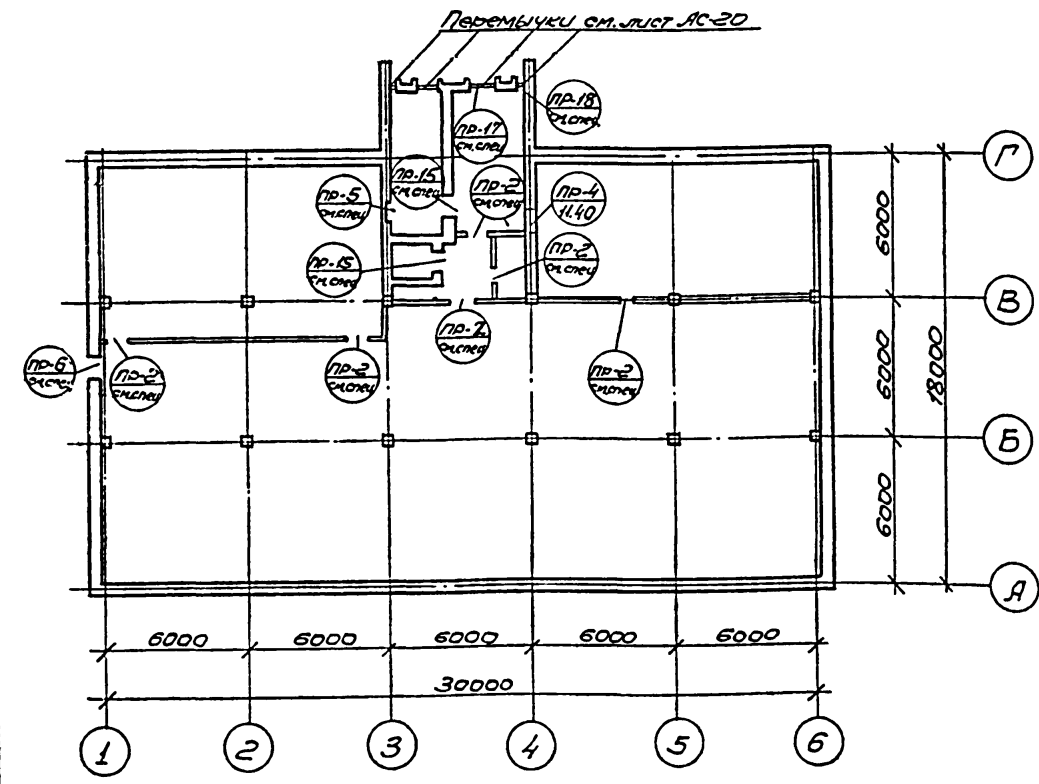 Перемычки см. лист АС-20
ПР-18
см.спец
ПР-17
см.спец
ПР-15
см.спец
ПР-2
см.спец
ПР-5
см.спец
ПР-4
11.40
ПР-15
см.спец
ПР-2
см.спец
ПР-2
см.спец
ПР-6
см.спец
ПР-2
см.спец
ПР-2
см.спец
ПР-2
см.спец
Г
В
Б
А
6000
6000
6000
18000
6000
6000
6000
6000
6000
30000
1
2
3
4
5
6